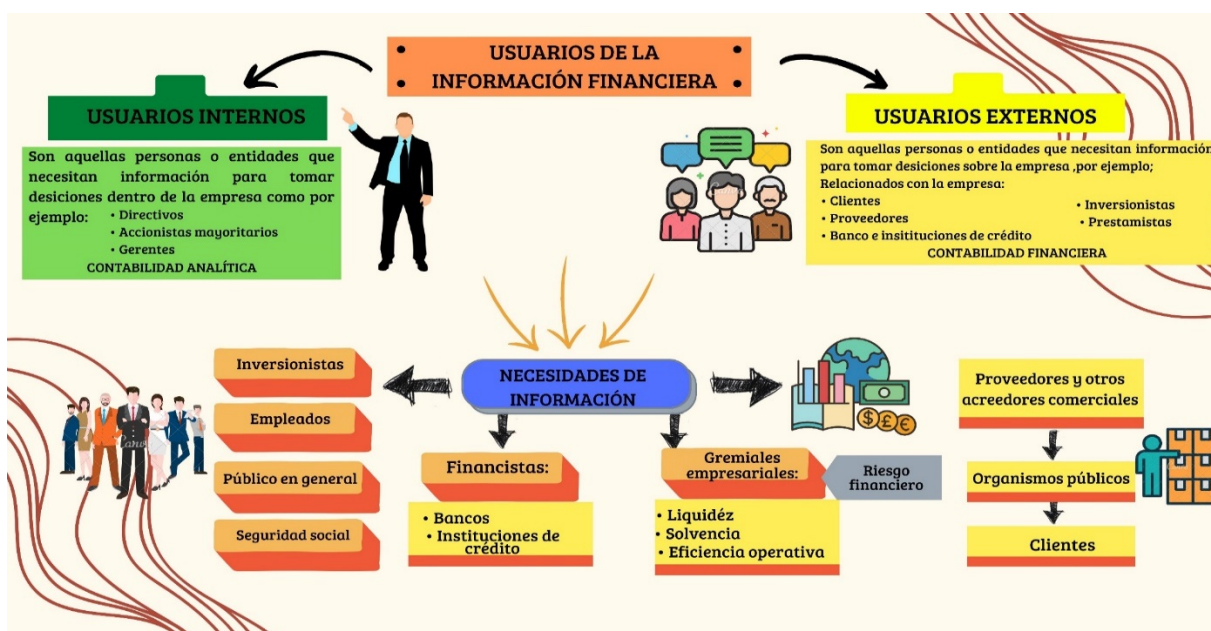 USUARIOS DE LA
INFORMACIÓN FINANCIERA
USUARIOS INTERNOS
Son aquellas personas o entidades que
necesitan información para tomar
desiciones dentro de la empresa como por
ejemplo:
• Directivos
• Accionistas mayoritarios
• Gerentes
CONTABILIDAD ANALÍTICA
USUARIOS EXTERNOS
Son aquellas personas o entidades que necesitan información
para tomar desiciones sobre la empresa ,por ejemplo;
Relacionados con la empresa:
• Clientes
• Proveedores
• Banco e insitituciones de crédito
• Inversionistas
• Prestamistas
CONTABILIDAD FINANCIERA
NECESIDADES DE
INFORMACIÓN
Inversionistas
Empleados
Público en general
Seguridad social
Financistas:
• Bancos
• Instituciones de
crédito
Gremiales
empresariales:
• Liquidéz
• Solvencia
• Eficiencia operativa
Riesgo
financiero
Proveedores y otros
acreedores comerciales
Organismos públicos
Clientes
Canva